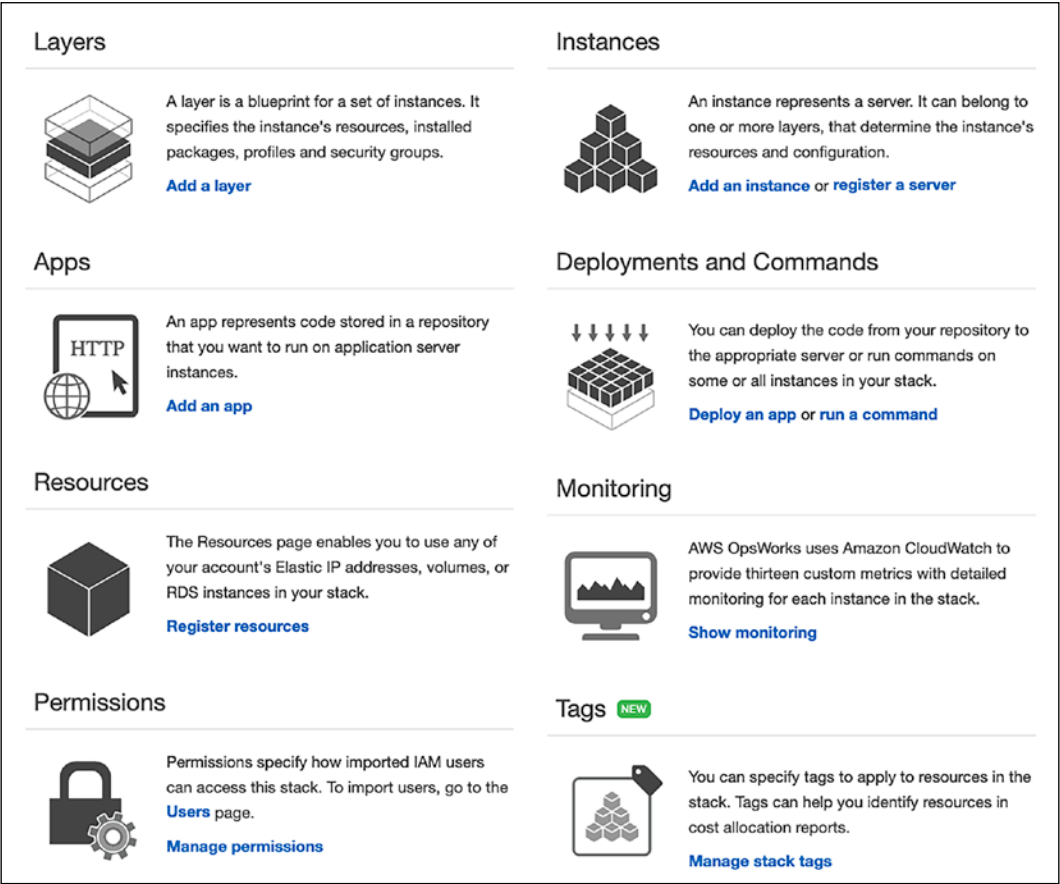 Layers
A layer is a blueprint for a set of instances. It
specifies the instance's resources, installed
packages, profiles and security groups.
Add a layer
Instances
An instance represents a server. It can belong to
one or more layers, that determine the instance's
resources and configuration.
Add an instance or register a server
Apps
HTTP
An app represents code stored in a repository
that you want to run on application server
instances.
Add an app
Deployments and Commands
You can deploy the code from your repository to
the appropriate server or run commands on
some or all instances in your stack.
Deploy an app or run a command
Resources
The Resources page enables you to use any of
your account's Elastic IP addresses, volumes, or
RDS instances in your stack.
Register resources
Monitoring
AWS OpsWorks uses Amazon CloudWatch to
provide thirteen custom metrics with detailed
monitoring for each instance in the stack.
Show monitoring
Permissions
Permissions specify how imported IAM users
can access this stack. To import users, go to the
Users page.
Manage permissions
Tags NEW
You can specify tags to apply to resources in the
stack. Tags can help you identify resources in
cost allocation reports.
Manage stack tags